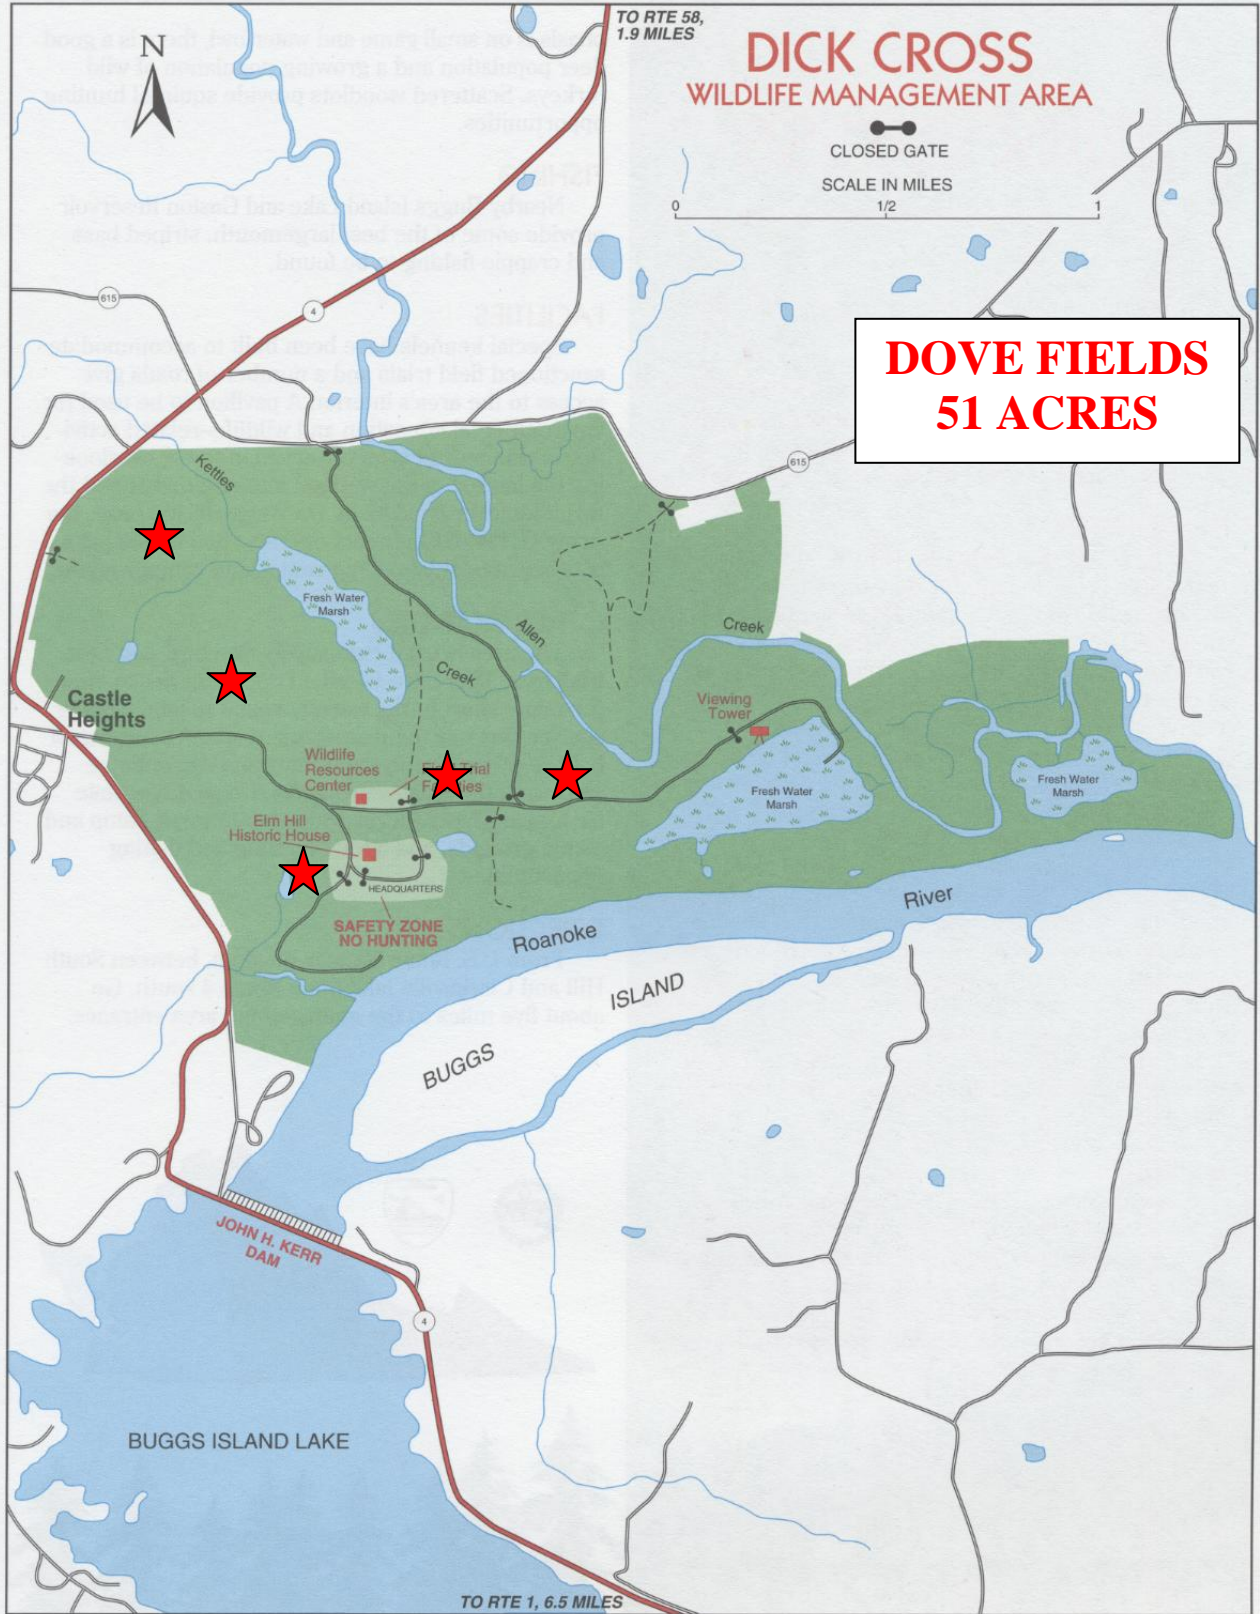 TO RTE 58,
1.9 MILES
N
DICK CROSS
WILDLIFE MANAGEMENT AREA
CLOSED GATE
SCALE IN MILES
0 1/2 1
615
4
DOVE FIELDS
51 ACRES
615
Kettles
Fresh Water
Marsh
Allen
Creek
Creek
Castle
Heights
Viewing
Tower
Wildlife
Resources
Center
Trial
Fresh Water
Marsh
Fresh Water
Marsh
Elm Hill
Historic House
HEADQUARTERS
SAFETY ZONE
NO HUNTING
Roanoke
River
ISLAND
BUGGS
JOHN H. KERR
DAM
4
BUGGS ISLAND LAKE
TO RTE 1, 6.5 MILES